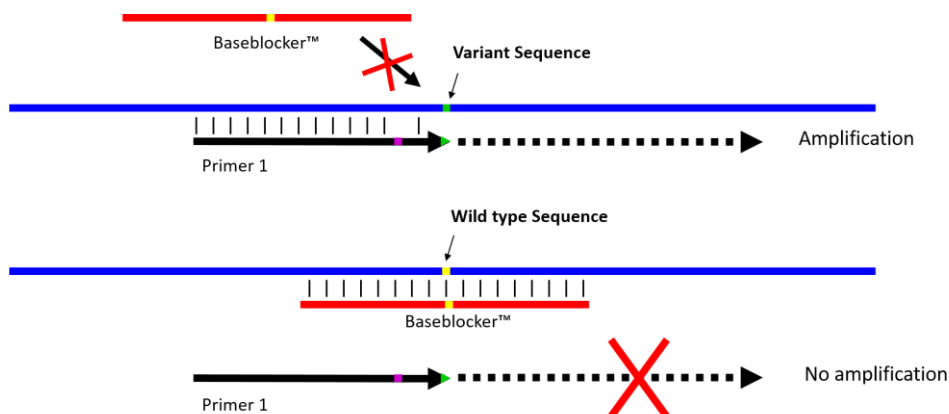 Baseblocker™
Variant Sequence
Amplification
Primer 1
Wild type Sequence
Baseblocker™
No amplification
Primer 1